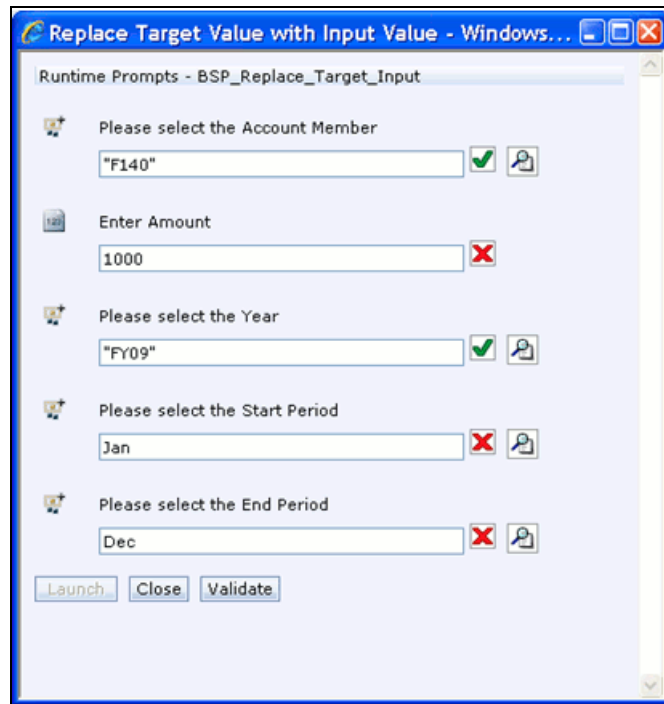 Replace Target Value with Input Value - Windows...
Runtime Prompts - BSP_Replace_Target_Input
Please select the Account Member
"F140"
123
Enter Amount
1000
Please select the Year
"FY09"
Please select the Start Period
Jan
Please select the End Period
Dec
Launch Close Validate